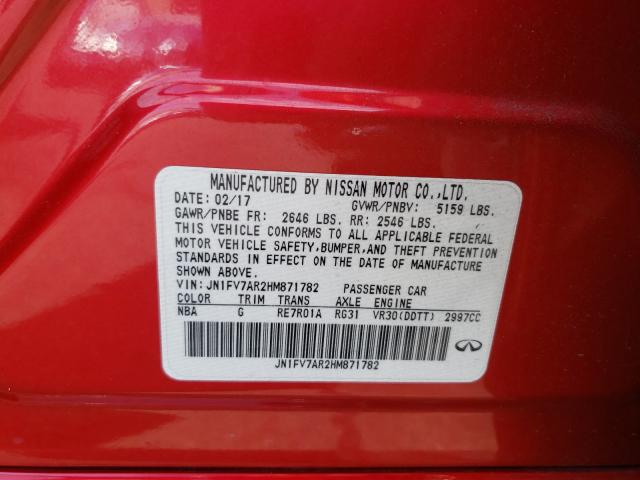 MANUFACTURED BY NISSAN MOTOR CO.,LTD.
DATE: 02/17 GVWR/PNBV: 5159 LBS.
GAWR/PNBE FR: 2646 LBS. RR: 2546 LBS.
THIS VEHICLE CONFORMS TO ALL APPLICABLE FEDERAL
MOTOR VEHICLE SAFETY,BUMPER,AND THEFT PREVENTION
STANDARDS IN EFFECT ON THE DATE OF MANUFACTURE
SHOWN ABOVE.
VIN:JN1FV7AR2HM871782 PASSENGER CAR
COLOR TRIM TRANS AXLE ENGINE
NBA G RE7R01A RG31 VR30(DDTT) 2997CC
JN1FV7AR2HM871782